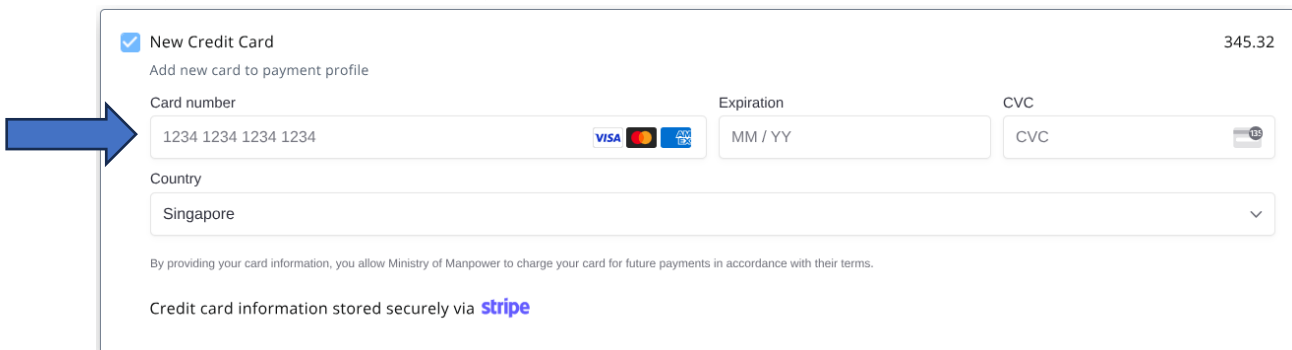 New Credit Card 345.32
Add new card to payment profile
Card number Expiration CVC
1234 1234 1234 1234 VISA AM EX MM / YY CVC 135
Country
Singapore
By providing your card information, you allow Ministry of Manpower to charge your card for future payments in accordance with their terms.
Credit card information stored securely via stripe